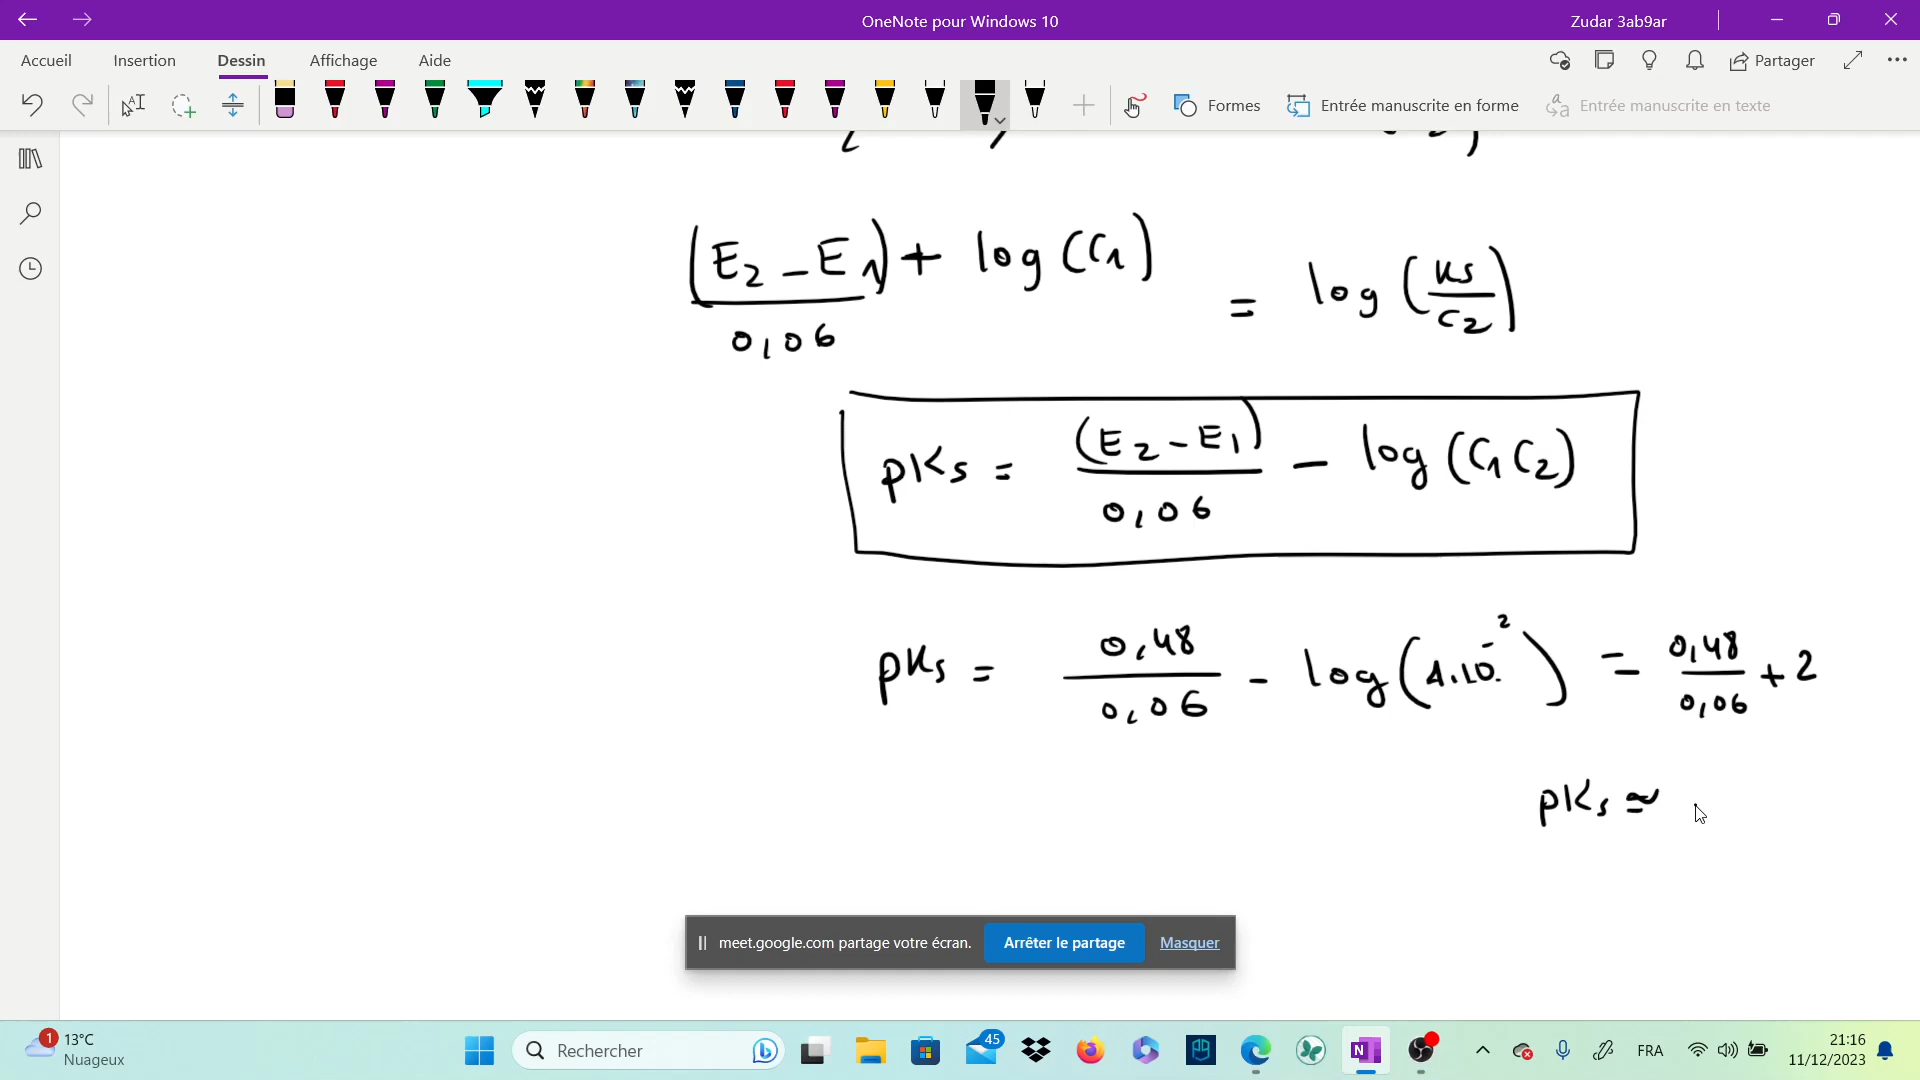 OneNote pour Windows 10
Zudar 3ab9ar
Accueil Insertion Dessin Affichage Aide
Partager
Formes
Entrée manuscrite en forme
Entrée manuscrite en texte
(E2 - E1)/0,06 + log(C1) = log(Ks/C2)
pKs = (E2 - E1)/0,06 - log(C1C2)
pKs = 0,48/0,06 - log(1.10^-2) = 0,48/0,06 + 2
pKs ≃
meet.google.com partage votre écran.
Arrêter le partage
Masquer
1
13°C
Nuageux
Rechercher
45
FRA
21:16
11/12/2023